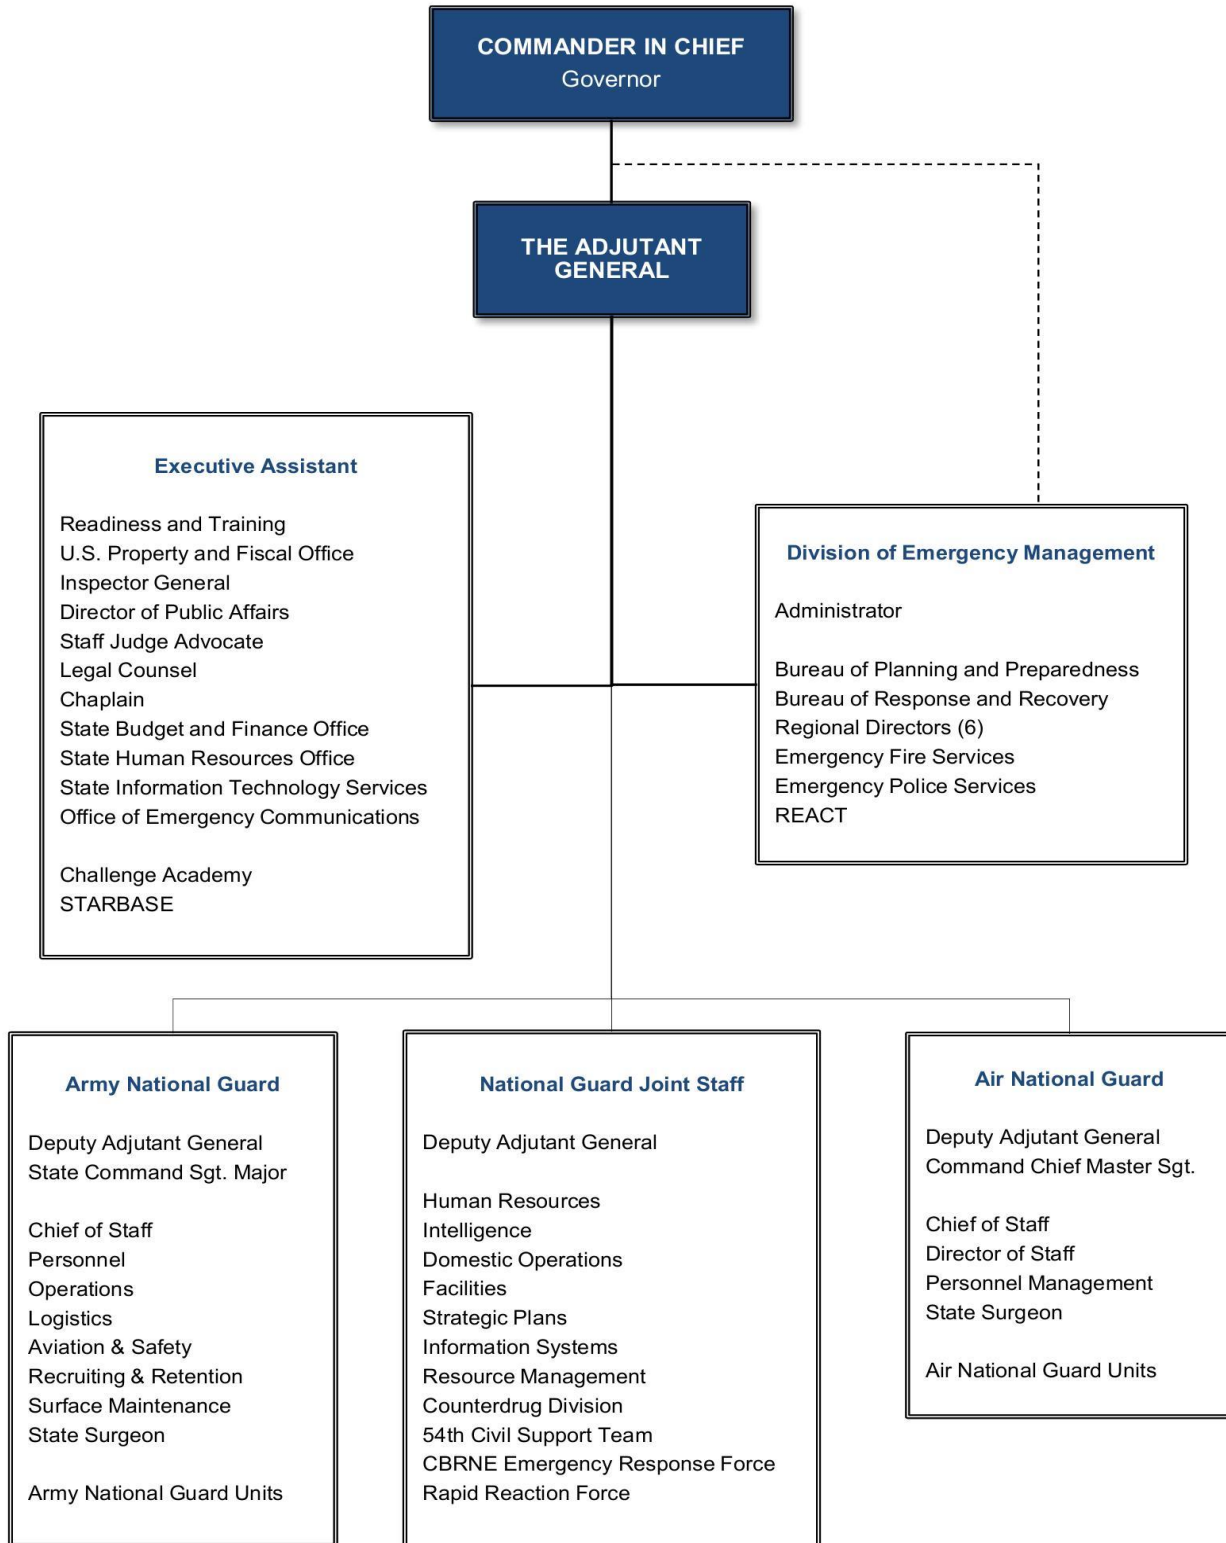 COMMANDER IN CHIEF
Governor
THE ADJUTANT
GENERAL
Executive Assistant
Readiness and Training
U.S. Property and Fiscal Office
Inspector General
Director of Public Affairs
Staff Judge Advocate
Legal Counsel
Chaplain
State Budget and Finance Office
State Human Resources Office
State Information Technology Services
Office of Emergency Communications
Challenge Academy
STARBASE
Division of Emergency Management
Administrator
Bureau of Planning and Preparedness
Bureau of Response and Recovery
Regional Directors (6)
Emergency Fire Services
Emergency Police Services
REACT
Army National Guard
Deputy Adjutant General
State Command Sgt. Major
Chief of Staff
Personnel
Operations
Logistics
Aviation & Safety
Recruiting & Retention
Surface Maintenance
State Surgeon
Army National Guard Units
National Guard Joint Staff
Deputy Adjutant General
Human Resources
Intelligence
Domestic Operations
Facilities
Strategic Plans
Information Systems
Resource Management
Counterdrug Division
54th Civil Support Team
CBRNE Emergency Response Force
Rapid Reaction Force
Air National Guard
Deputy Adjutant General
Command Chief Master Sgt.
Chief of Staff
Director of Staff
Personnel Management
State Surgeon
Air National Guard Units